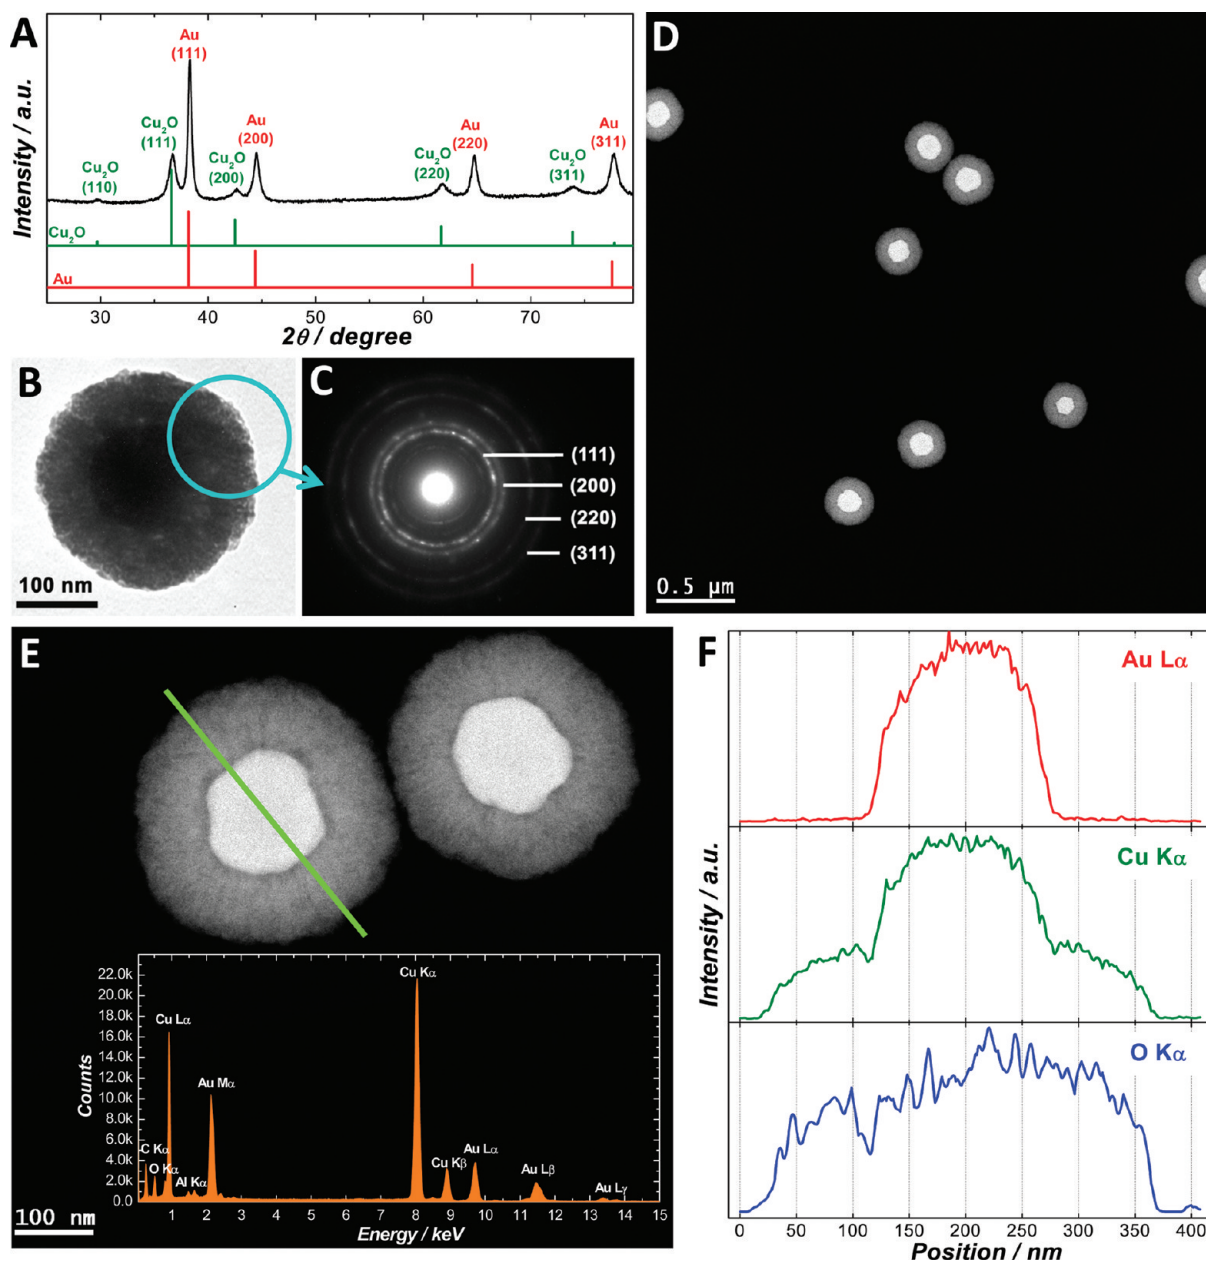 A
Intensity / a.u.
Au
(111)
Cu₂O
(111)
Cu₂O
(110)
Au
(200)
Cu₂O
(200)
Au
(220)
Cu₂O
(220)
Au
(311)
Cu₂O
(311)
Cu₂O
Au
30 40 50 60 70
2θ / degree
B
100 nm
C
(111)
(200)
(220)
(311)
D
0.5 µm
E
100 nm
Counts
22.0k
20.0k
18.0k
16.0k
14.0k
12.0k
10.0k
8.0k
6.0k
4.0k
2.0k
0.0
C Kα
O Kα
Cu Lα
Al Kα
Au Mα
Cu Kα
Cu Kβ
Au Lα
Au Lβ
Au Lγ
1 2 3 4 5 6 7 8 9 10 11 12 13 14 15
Energy / keV
F
Au Lα
Cu Kα
O Kα
Intensity / a.u.
0 50 100 150 200 250 300 350 400
Position / nm